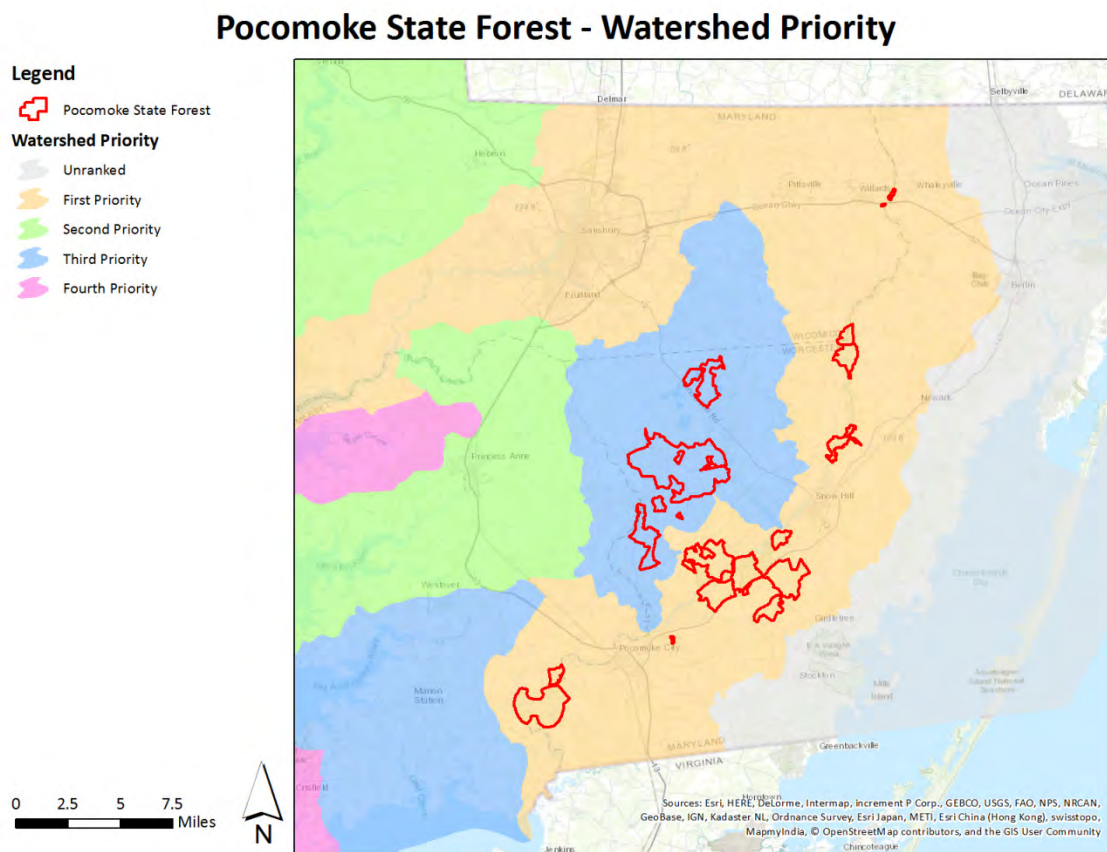 Pocomoke State Forest - Watershed Priority
Legend
Pocomoke State Forest
Watershed Priority
Unranked
First Priority
Second Priority
Third Priority
Fourth Priority
0 2.5 5 7.5
Miles
N
Delmar
Selbyville
DELAWARE
MARYLAND
Hebron
Pittsville
Willards
Whaleyville
Ocean Pines
Salisbury
Berlin
Fruitland
WICOMICO
WORCESTER
Newark
Princess Anne
Snow Hill
Westover
Girdletree
Pocomoke City
Stockton
Mills
Island
Marion
Station
MARYLAND
VIRGINIA
Greenbackville
Crisfield
Horntown
Jenkins
Chincoteague
Sources: Esri, HERE, DeLorme, Intermap, increment P Corp., GEBCO, USGS, FAO, NPS, NRCAN,
GeoBase, IGN, Kadaster NL, Ordnance Survey, Esri Japan, METI, Esri China (Hong Kong), swisstopo,
MapmyIndia, © OpenStreetMap contributors, and the GIS User Community